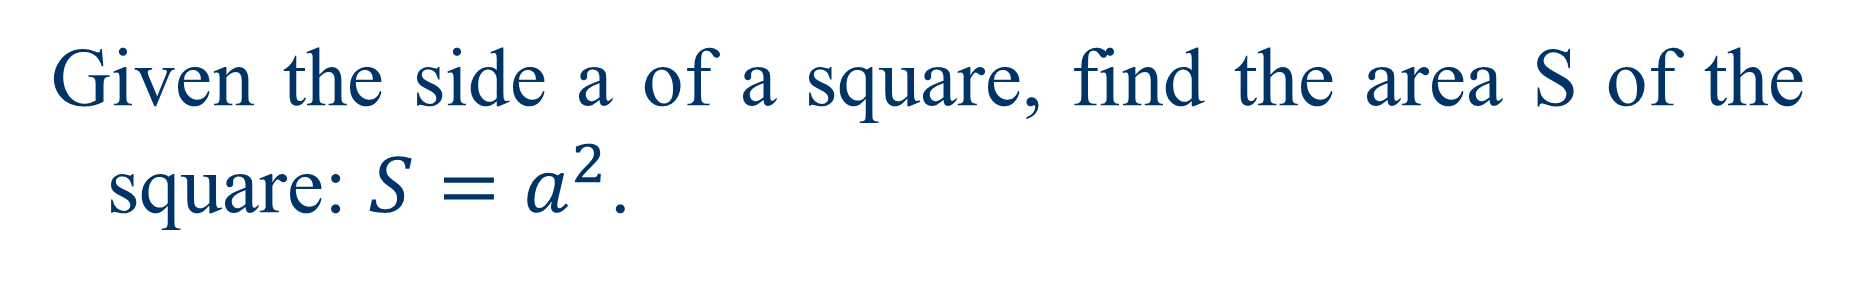 Given the side a of a square, find the area S of the
square: S = a².